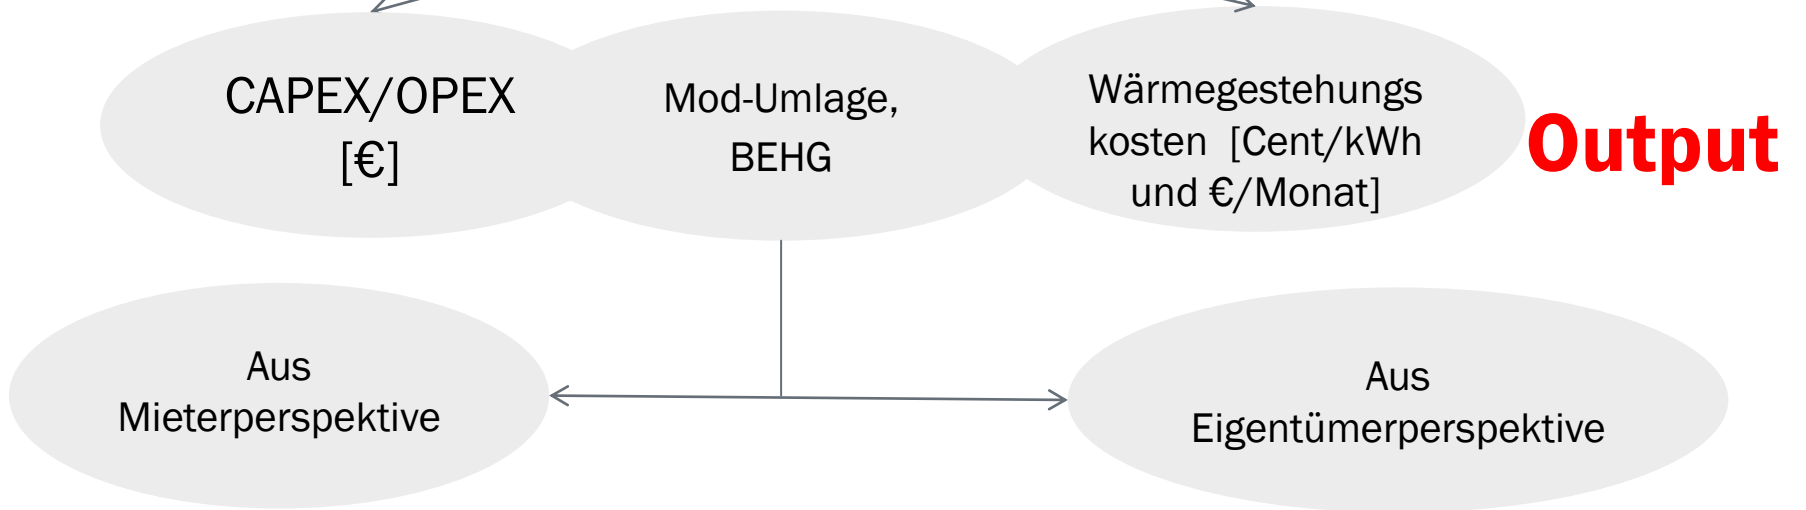 CAPEX/OPEX
[€]
Mod-Umlage,
BEHG
Wärmegestehungs
kosten [Cent/kWh
und €/Monat]
Output
Aus
Mieterperspektive
Aus
Eigentümerperspektive